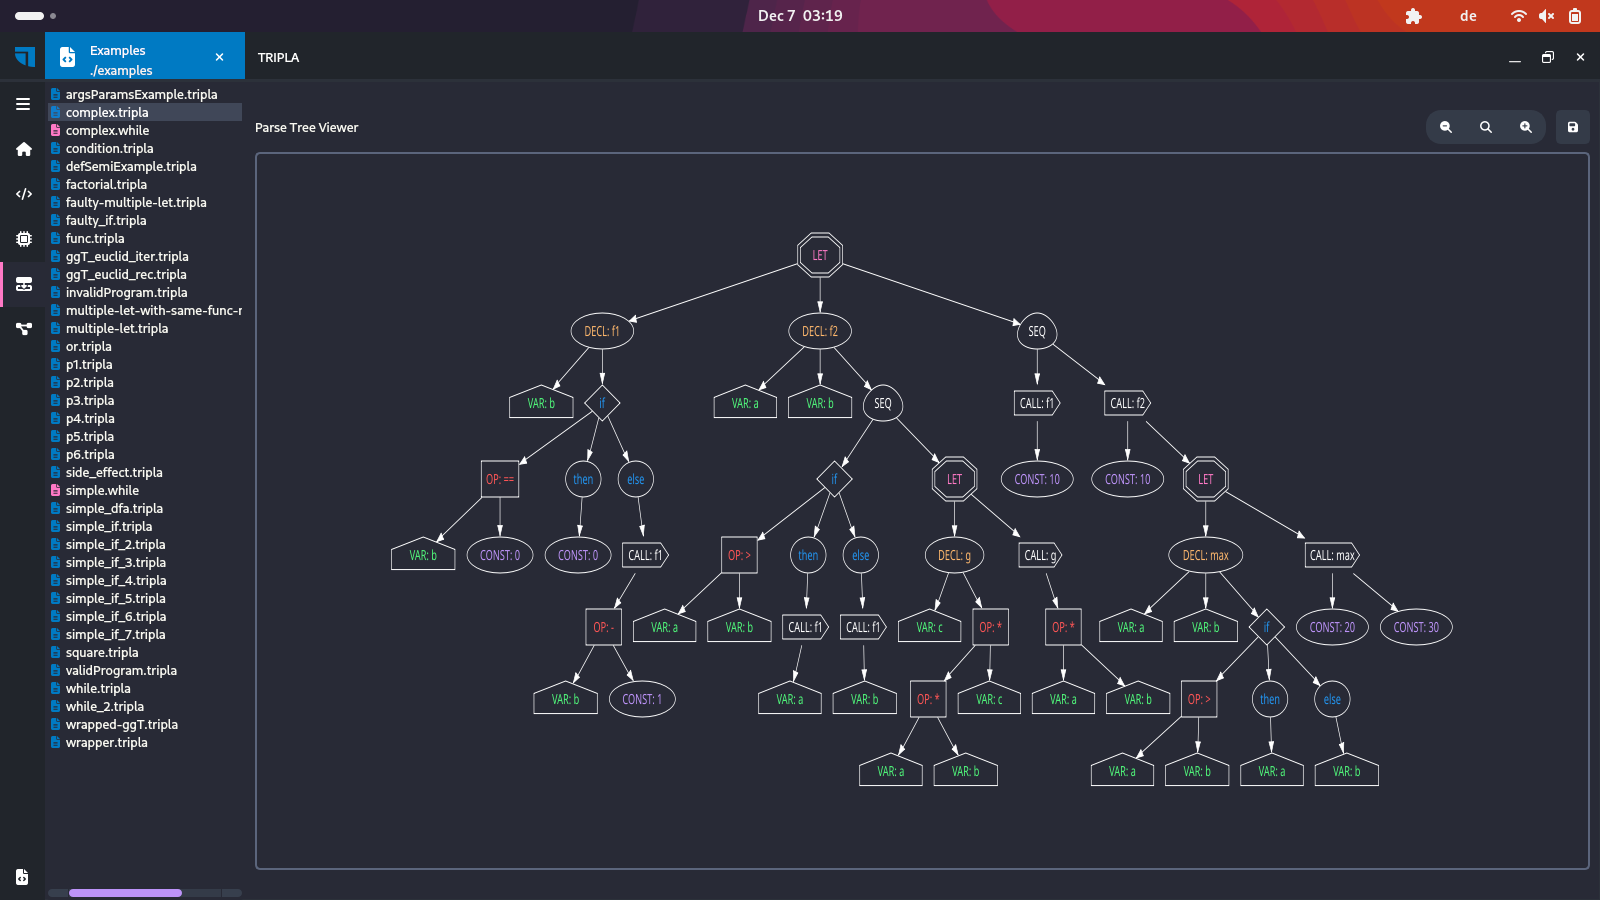 Dec 7 03:19
de
Examples
./examples
TRIPLA
argsParamsExample.tripla
complex.tripla
complex.while
condition.tripla
defSemiExample.tripla
factorial.tripla
faulty-multiple-let.tripla
faulty_if.tripla
func.tripla
ggT_euclid_iter.tripla
ggT_euclid_rec.tripla
invalidProgram.tripla
multiple-let-with-same-func-r
multiple-let.tripla
or.tripla
p1.tripla
p2.tripla
p3.tripla
p4.tripla
p5.tripla
p6.tripla
side_effect.tripla
simple.while
simple_dfa.tripla
simple_if.tripla
simple_if_2.tripla
simple_if_3.tripla
simple_if_4.tripla
simple_if_5.tripla
simple_if_6.tripla
simple_if_7.tripla
square.tripla
validProgram.tripla
while.tripla
while_2.tripla
wrapped-ggT.tripla
wrapper.tripla
Parse Tree Viewer
LET
DECL: f1 DECL: f2 SEQ
VAR: b if VAR: a VAR: b SEQ CALL: f1 CALL: f2
OP: == then else if LET CONST: 10 CONST: 10 LET
VAR: b CONST: 0 CONST: 0 CALL: f1 OP: > then else DECL: g CALL: g DECL: max CALL: max
OP: - VAR: a VAR: b CALL: f1 CALL: f1 VAR: c OP: * OP: * VAR: a VAR: b if CONST: 20 CONST: 30
VAR: b CONST: 1 VAR: a VAR: b OP: * VAR: c VAR: a VAR: b OP: > then else
VAR: a VAR: b VAR: a VAR: b VAR: a VAR: b